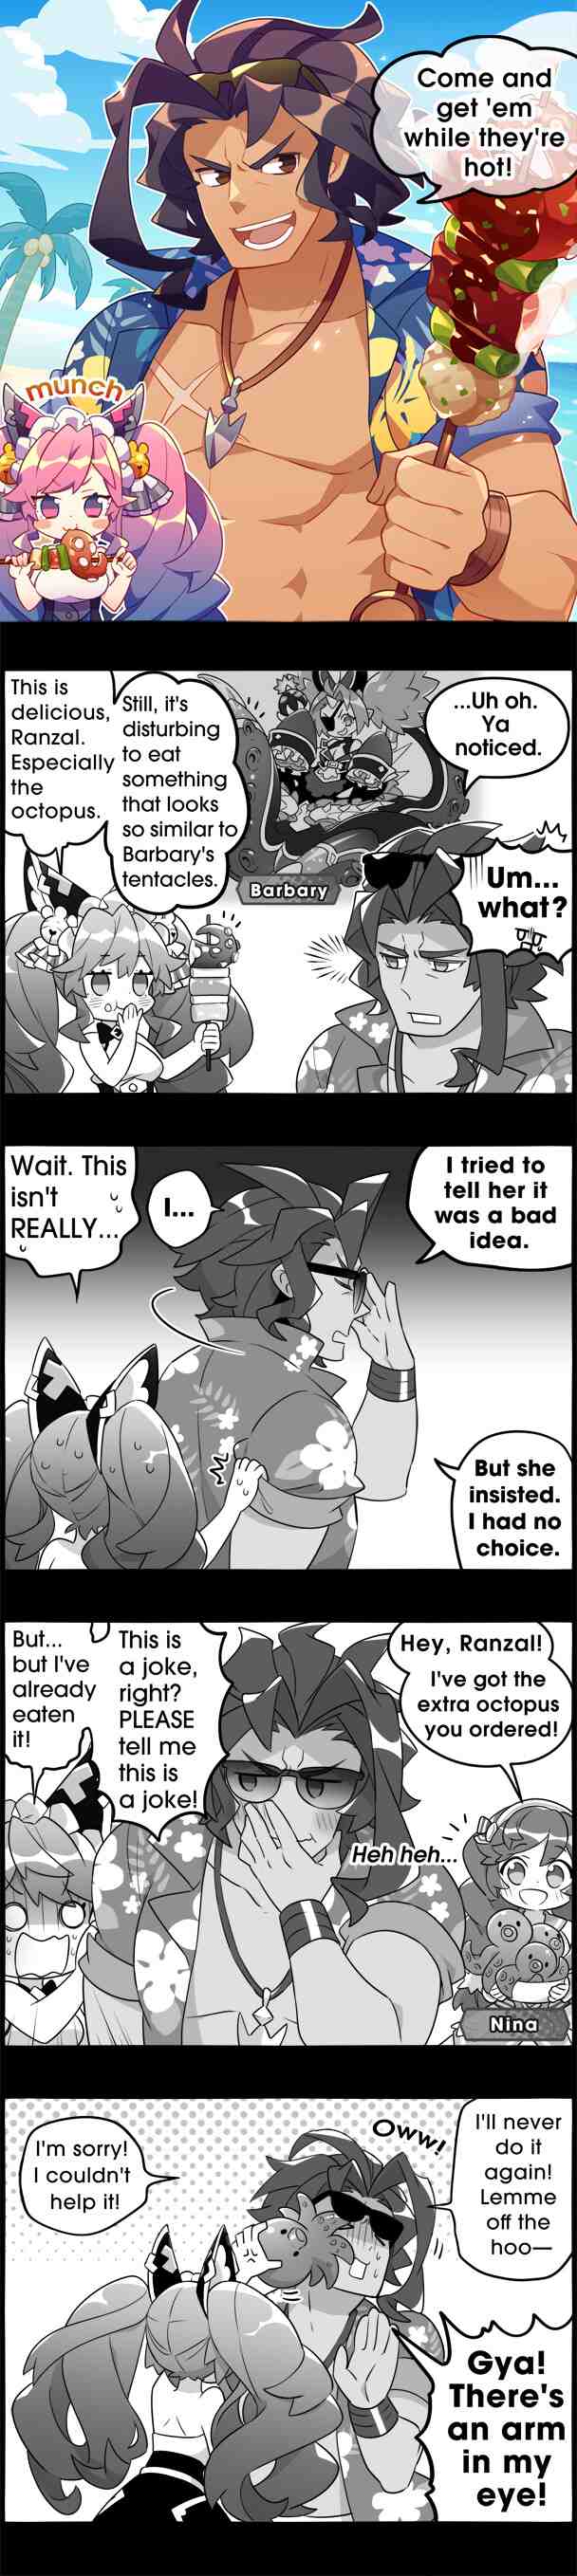 Come and
get 'em
while they're
hot!
munch
This is
delicious,
Ranzal.
Especially
the
octopus.
Still, it's
disturbing
to eat
something
that looks
so similar to
Barbary's
tentacles.
Barbary
...Uh oh.
Ya
noticed.
Um...
what?
Wait. This
isn't
REALLY...
I...
I tried to
tell her it
was a bad
idea.
But she
insisted.
I had no
choice.
But...
but I've
already
eaten
it!
This is
a joke,
right?
PLEASE
tell me
this is
a joke!
Hey, Ranzal!
I've got the
extra octopus
you ordered!
Heh heh...
Nina
I'm sorry!
I couldn't
help it!
Oww!
I'll never
do it
again!
Lemme
off the
hoo—
Gya!
There's
an arm
in my
eye!